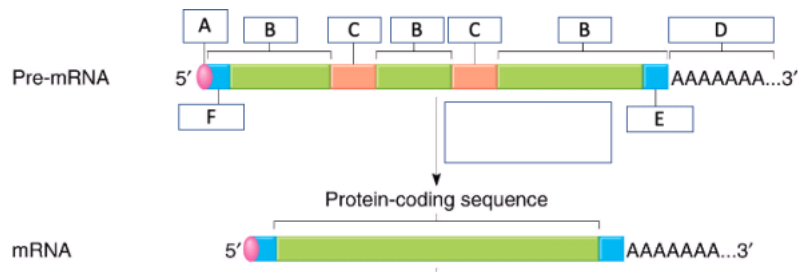 A B C B C B D
Pre-mRNA 5′ AAAAAAA...3′
F E
Protein-coding sequence
mRNA 5′ AAAAAAA...3′